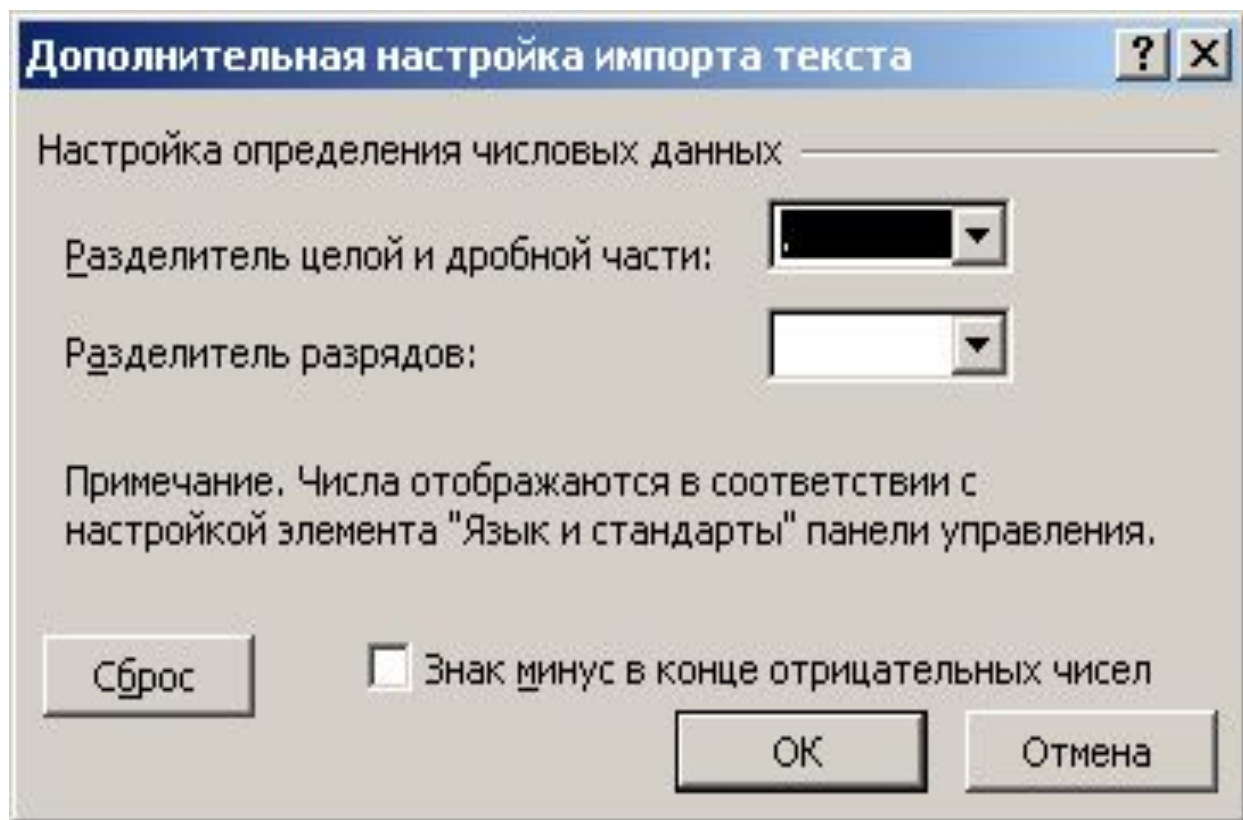 Дополнительная настройка импорта текста
Настройка определения числовых данных
Разделитель целой и дробной части: ,
Разделитель разрядов:
Примечание. Числа отображаются в соответствии с
настройкой элемента "Язык и стандарты" панели управления.
Сброс
Знак минус в конце отрицательных чисел
ОК
Отмена